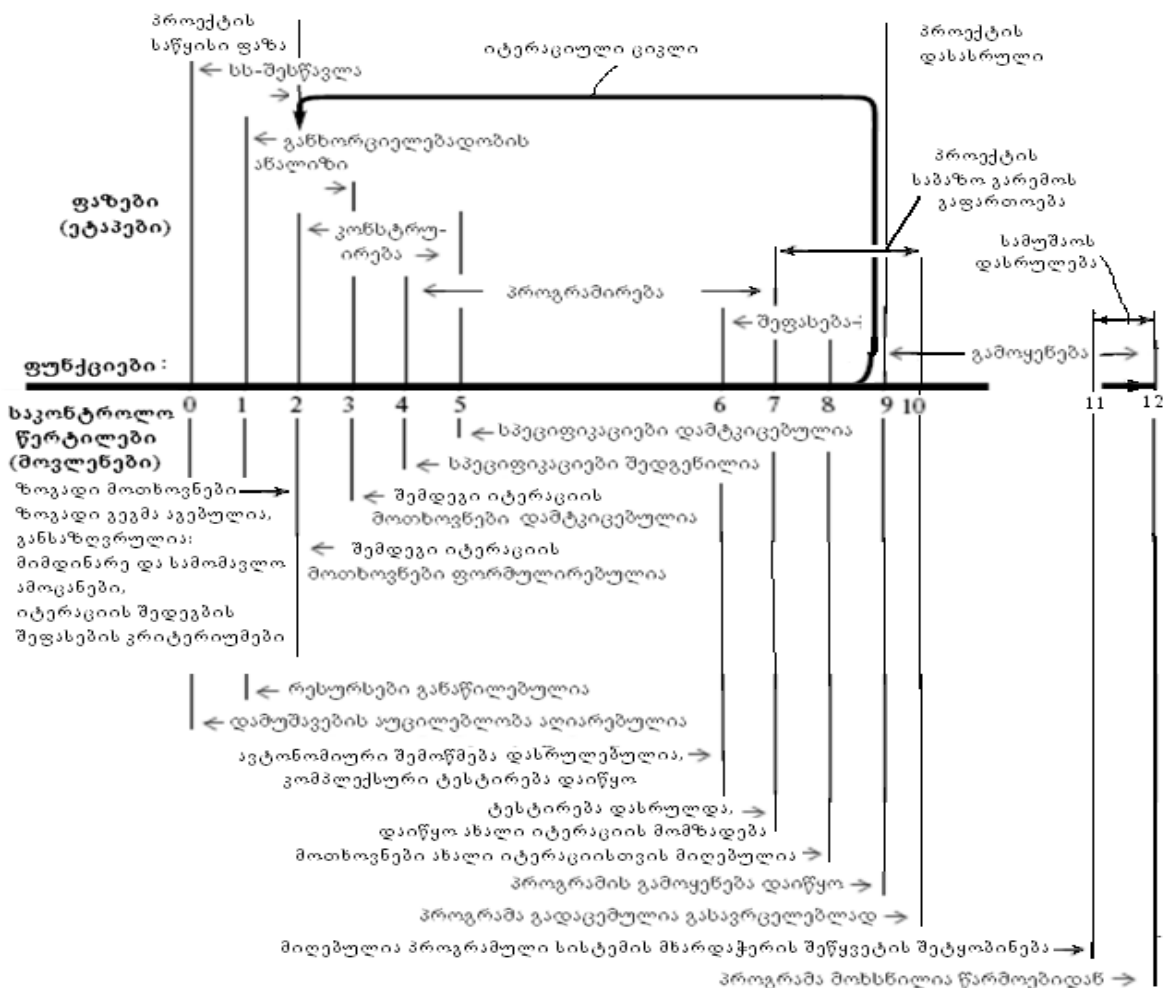 პროექტის
საწყისი ფაზა
იტერაციული ციკლი
პროექტის
დასასრული
სს-შესწავლა
განხორციელებადობის
ანალიზი
პროექტის
საბაზო გარემოს
გაფართოება
ფაზები
(ეტაპები)
კონსტრუ-
ირება
სამუშაოს
დასრულება
პროგრამირება
შეფასება-
გამოყენება
ფუნქციები :
0 1 2 3 4 5 6 7 8 9 10 11 12
საკონტროლო
წერტილები
(მოვლენები)
სპეციფიკაციები დამტკიცებულია
სპეციფიკაციები შედგენილია
ზოგადი მოთხოვნები
ზოგადი გეგმა აგებულია,
განსაზღვრულია:
მიმდინარე და სამომავლო
ამოცანები,
იტერაციის შედეგბის
შეფასების კრიტერიუმები
შემდეგი იტერაციის
მოთხოვნები დამტკიცებულია
შემდეგი იტერაციის
მოთხოვნები ფორმულირებულია
რესურსები განაწილებულია
დამუშავების აუცილებლობა აღიარებულია
ავტონომიური შემოწმება დასრულებულია,
კომპლექსური ტესტირება დაიწყო
ტესტირება დასრულდა,
დაიწყო ახალი იტერაციის მომზადება
მოთხოვნები ახალი იტერაციისთვის მიღებულია
პროგრამის გამოყენება დაიწყო
პროგრამა გადაცემულია გასავრცელებლად
მიღებულია პროგრამული სისტემის მხარდაჭერის შეწყვეტის შეტყობინება
პროგრამა მოხსნილია წარმოებიდან